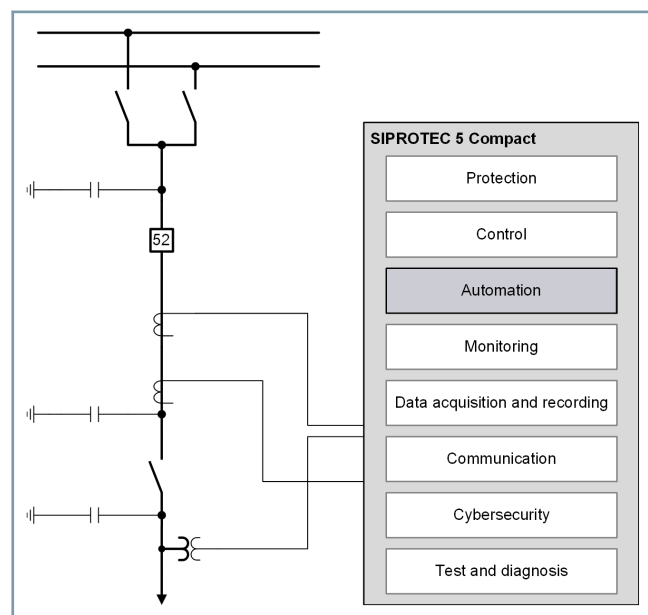 SIPROTEC 5 Compact
Protection
Control
52
Automation
Monitoring
Data acquisition and recording
Communication
Cybersecurity
Test and diagnosis